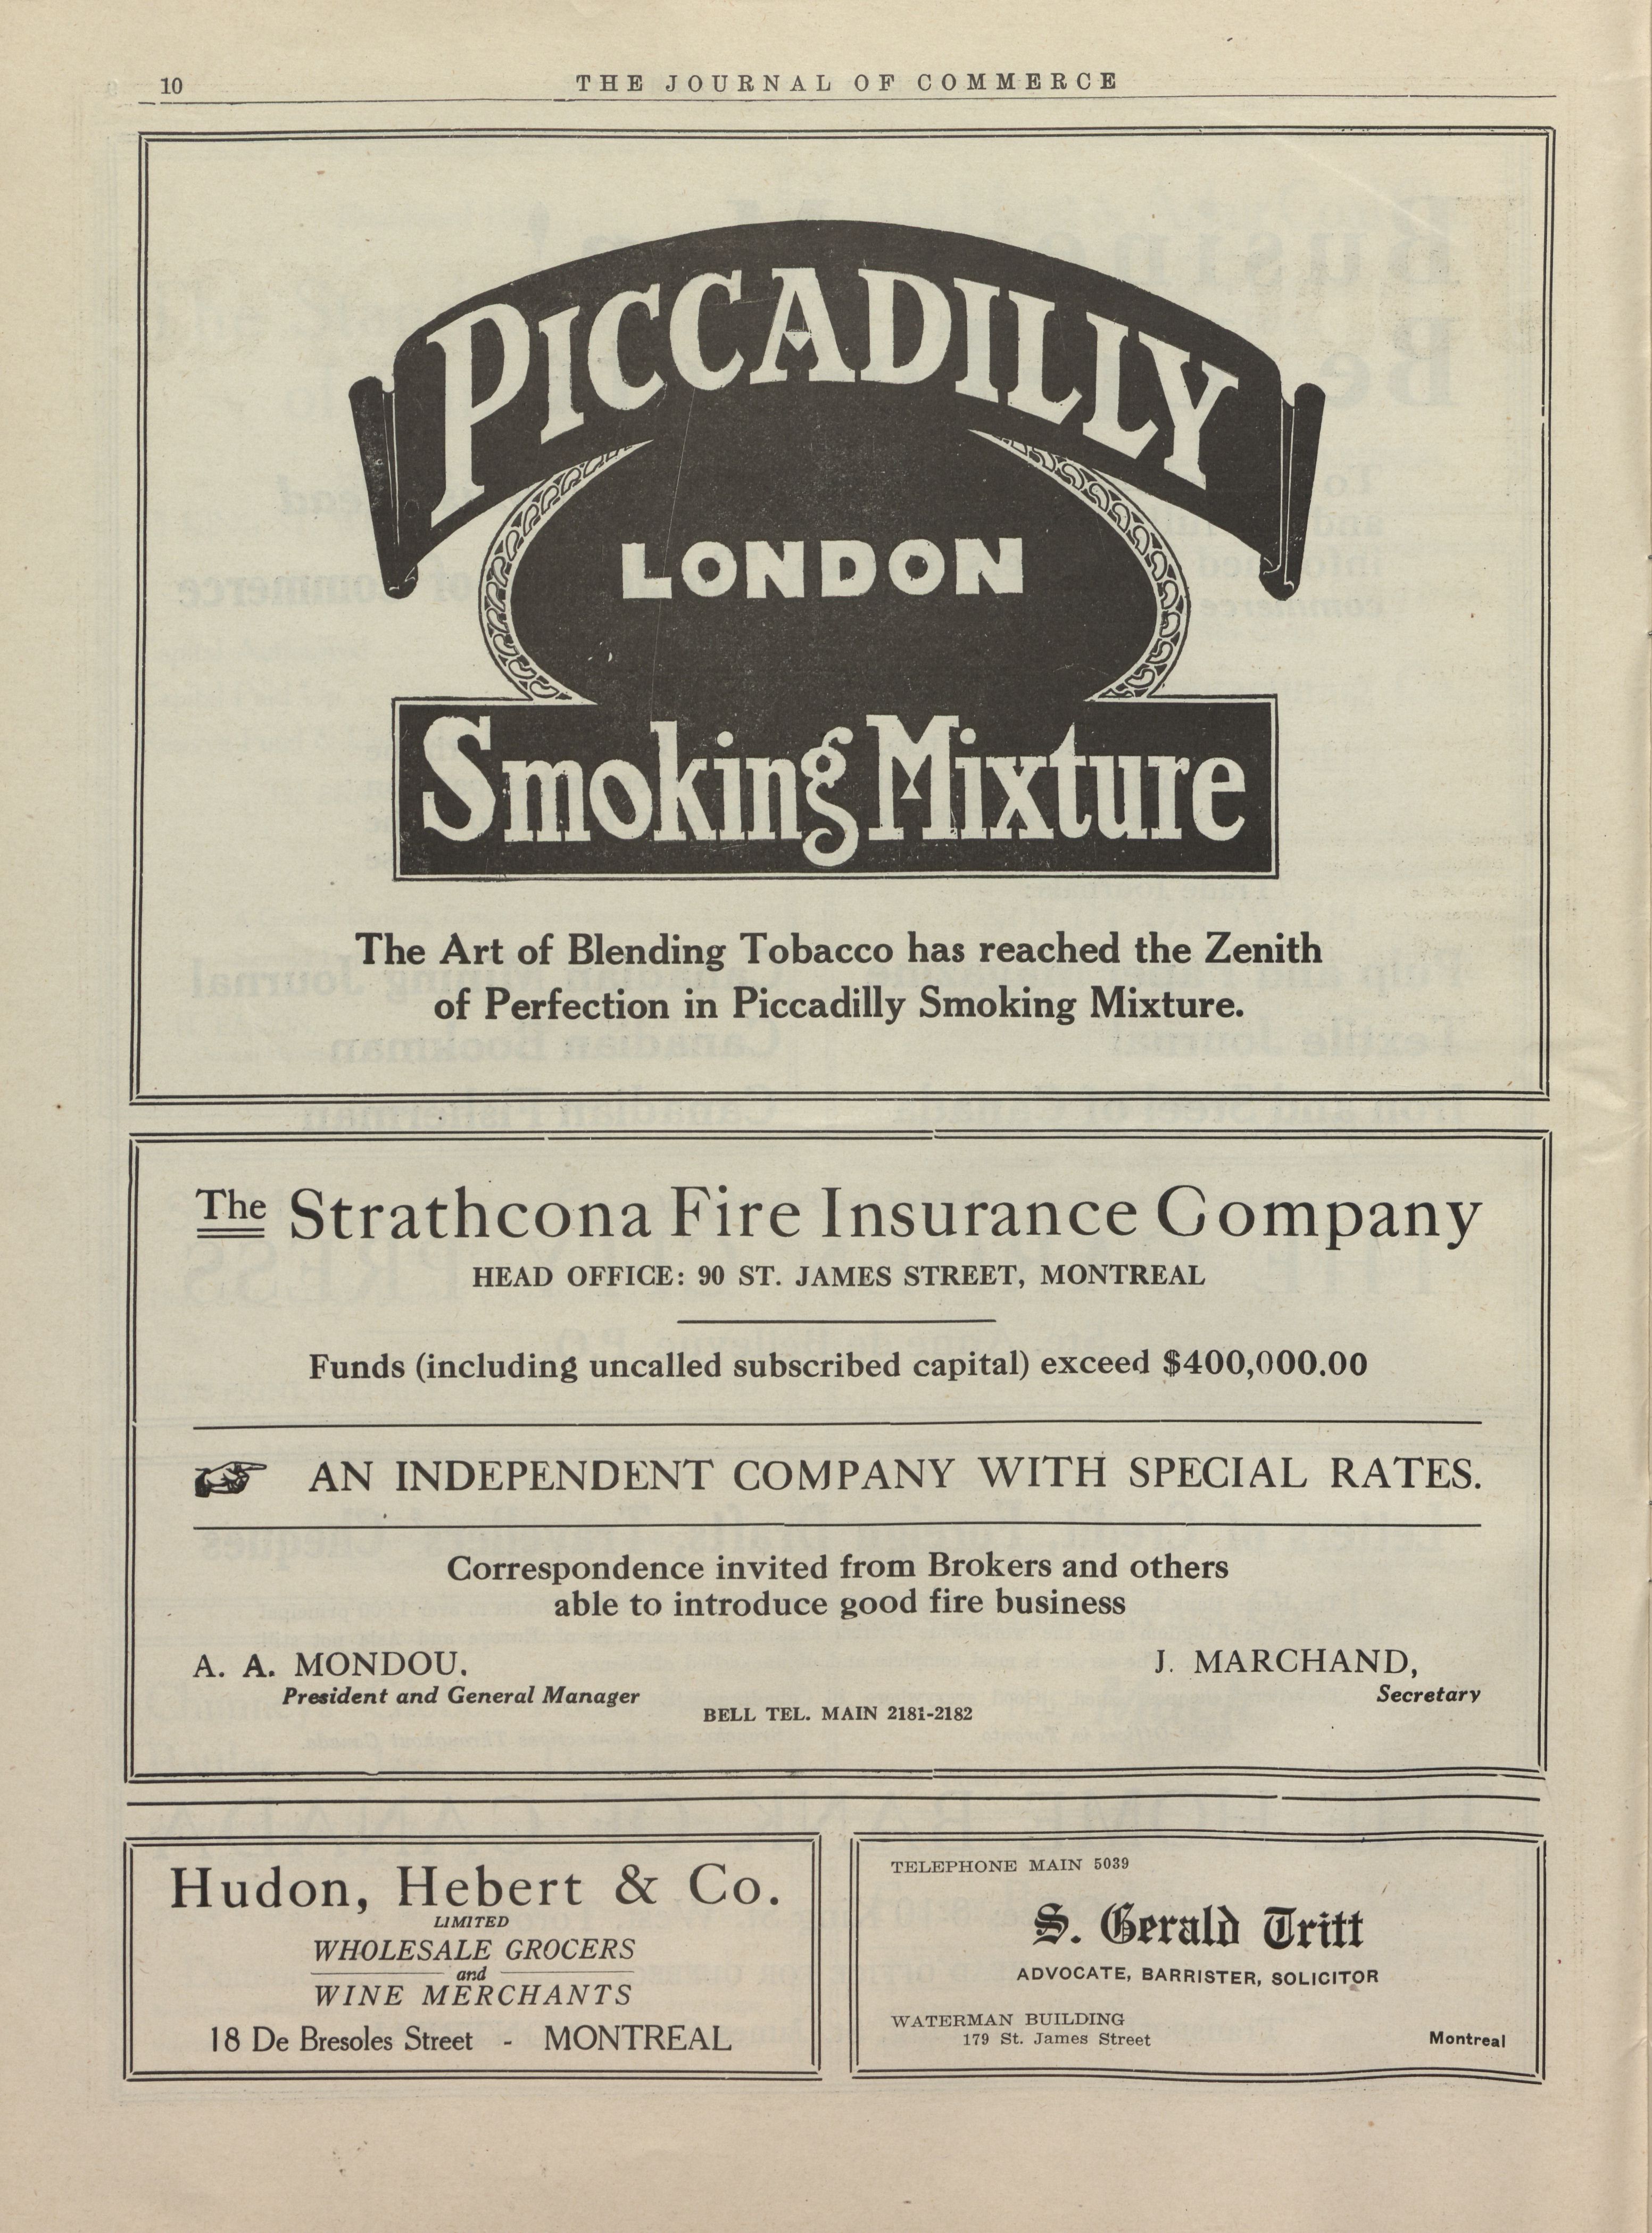 10
THE JOURNAL OF COMMERCE
PICCADILLY
LONDON
Smoking Mixture
The Art of Blending Tobacco has reached the Zenith
of Perfection in Piccadilly Smoking Mixture.
The Strathcona Fire Insurance Company
HEAD OFFICE: 90 ST. JAMES STREET, MONTREAL
Funds (including uncalled subscribed capital) exceed $400,000.00
☞ AN INDEPENDENT COMPANY WITH SPECIAL RATES.
Correspondence invited from Brokers and others
able to introduce good fire business
A. A. MONDOU.
President and General Manager
J. MARCHAND,
Secretary
BELL TEL. MAIN 2181-2182
Hudon, Hebert & Co.
LIMITED
WHOLESALE GROCERS
and
WINE MERCHANTS
18 De Bresoles Street - MONTREAL
TELEPHONE MAIN 5039
S. Gerald Tritt
ADVOCATE, BARRISTER, SOLICITOR
WATERMAN BUILDING
179 St. James Street
Montreal